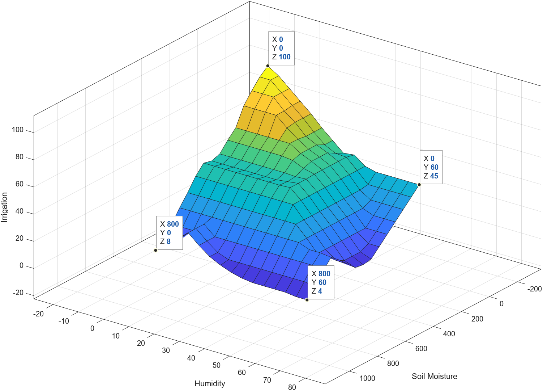 X 0
Y 0
Z 100
X 0
Y 60
Z 45
X 800
Y 0
Z 8
X 800
Y 60
Z 4
100
80
60
40
20
0
-20
Irrigation
-20
-10
0
10
20
30
40
50
60
70
80
Humidity
-200
0
200
400
600
800
1000
Soil Moisture